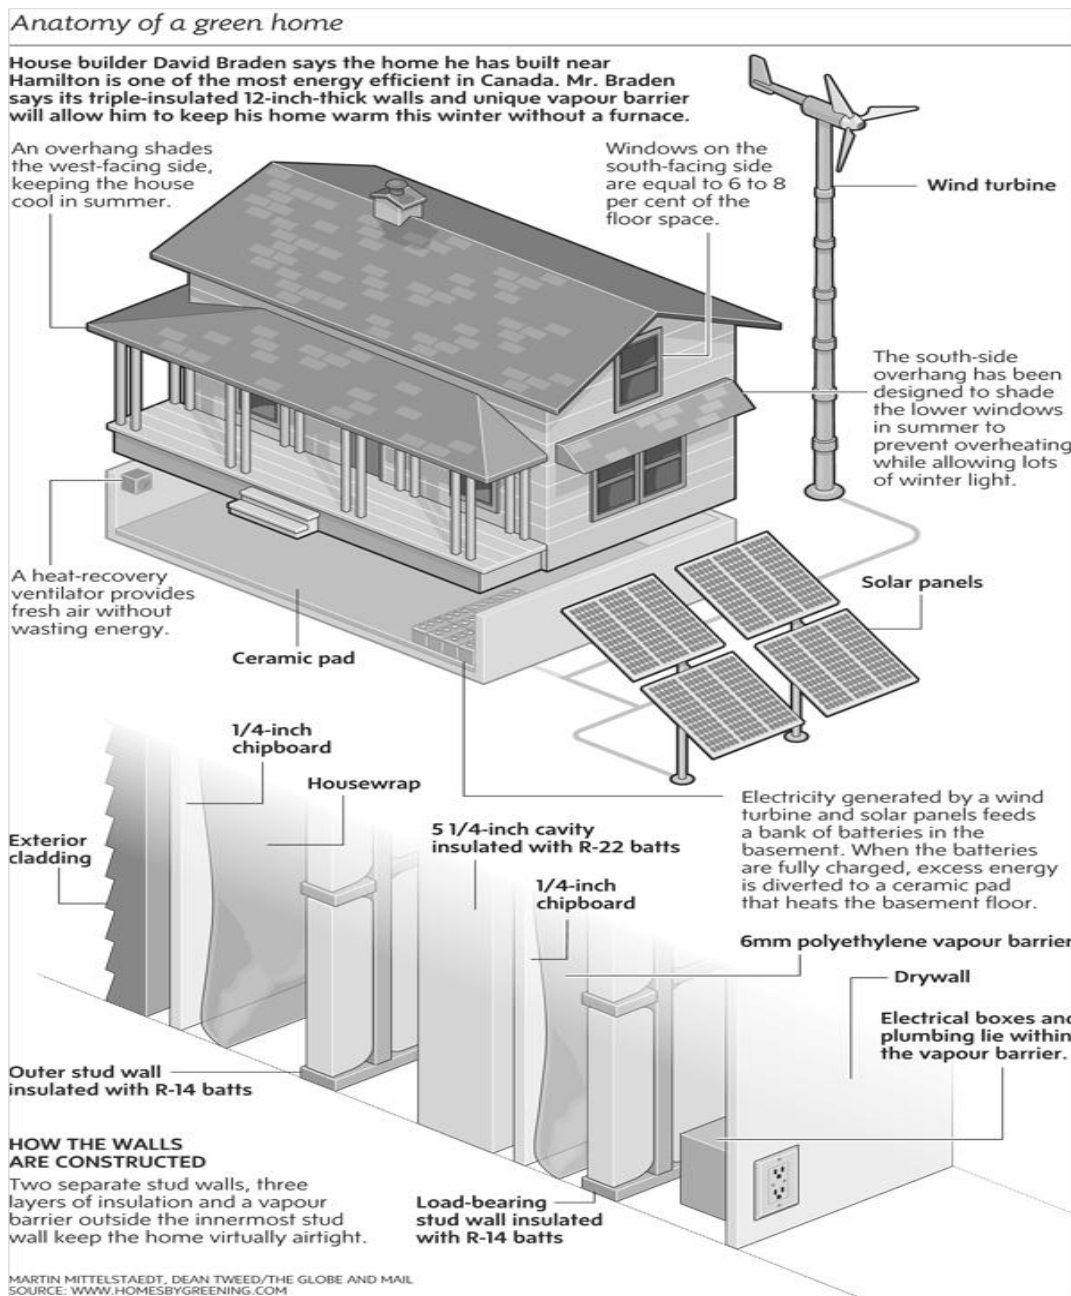 Anatomy of a green home
House builder David Braden says the home he has built near
Hamilton is one of the most energy efficient in Canada. Mr. Braden
says its triple-insulated 12-inch-thick walls and unique vapour barrier
will allow him to keep his home warm this winter without a furnace.
An overhang shades
the west-facing side,
keeping the house
cool in summer.
Windows on the
south-facing side
are equal to 6 to 8
per cent of the
floor space.
Wind turbine
The south-side
overhang has been
designed to shade
the lower windows
in summer to
prevent overheating
while allowing lots
of winter light.
A heat-recovery
ventilator provides
fresh air without
wasting energy.
Ceramic pad
Solar panels
1/4-inch
chipboard
Housewrap
Exterior
cladding
5 1/4-inch cavity
insulated with R-22 batts
1/4-inch
chipboard
Electricity generated by a wind
turbine and solar panels feeds
a bank of batteries in the
basement. When the batteries
are fully charged, excess energy
is diverted to a ceramic pad
that heats the basement floor.
6mm polyethylene vapour barrier
Drywall
Electrical boxes and
plumbing lie within
the vapour barrier.
Outer stud wall
insulated with R-14 batts
HOW THE WALLS
ARE CONSTRUCTED
Two separate stud walls, three
layers of insulation and a vapour
barrier outside the innermost stud
wall keep the home virtually airtight.
Load-bearing
stud wall insulated
with R-14 batts
MARTIN MITTELSTAEDT, DEAN TWEED/THE GLOBE AND MAIL
SOURCE: WWW.HOMESBYGREENING.COM